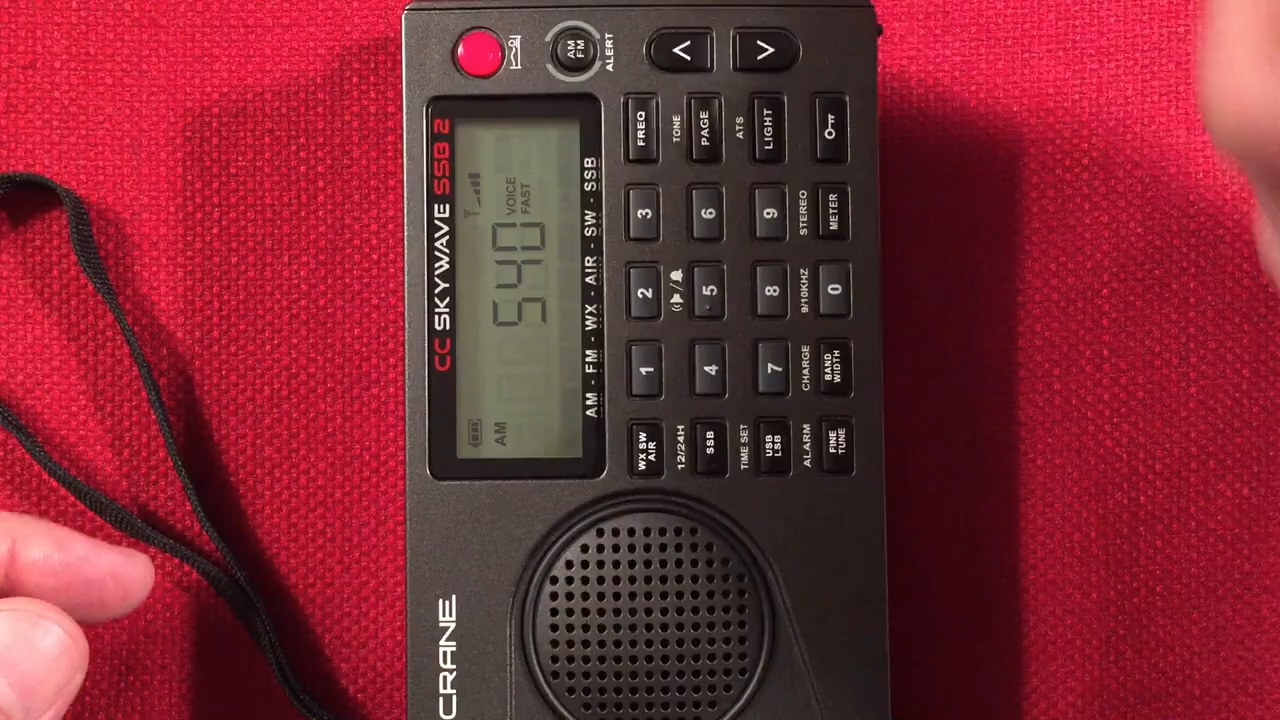 CC SKYWAVE SSB 2
VOICE
FAST
AM
540
AM - FM - WX - AIR - SW - SSB
CRANE
AM
FM
ALERT
WX SW
AIR
1
2
3
FREQ
12/24H
TONE
SSB
4
5
6
PAGE
TIME SET
ATS
USB
LSB
7
8
9
LIGHT
ALARM
CHARGE
9/10KHZ
STEREO
FINE
TUNE
BAND
WIDTH
0
METER